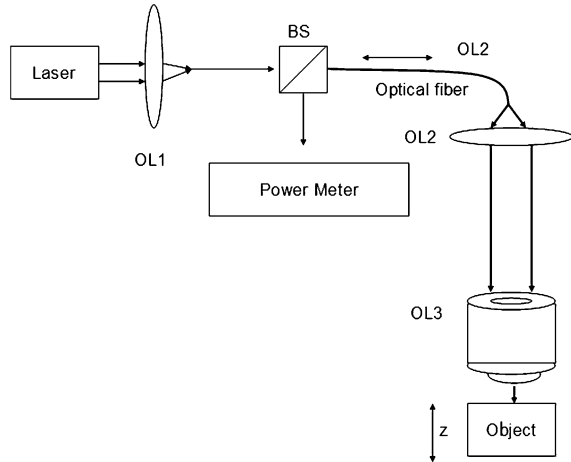 BS
OL2
Laser
Optical fiber
OL2
OL1
Power Meter
OL3
z
Object